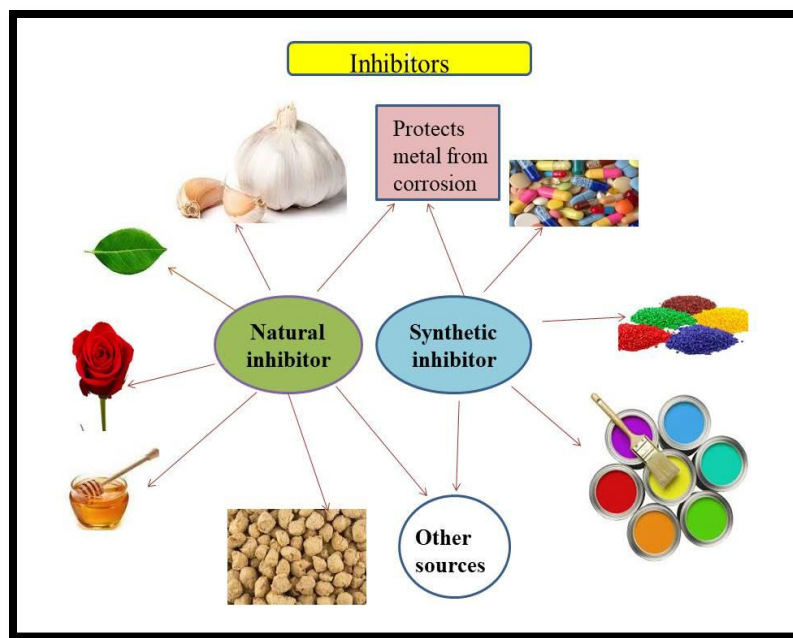 Inhibitors
Protects
metal from
corrosion
Natural
inhibitor
Synthetic
inhibitor
Other
sources